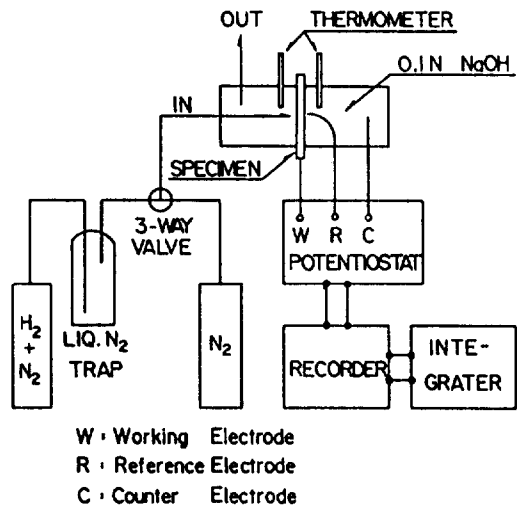 OUT
THERMOMETER
0.1N NaOH
IN
SPECIMEN
3-WAY
VALVE
W R C
POTENTIOSTAT
H2
+
N2
LIQ. N2
TRAP
N2
RECORDER
INTE-
GRATER
W : Working Electrode
R : Reference Electrode
C : Counter Electrode